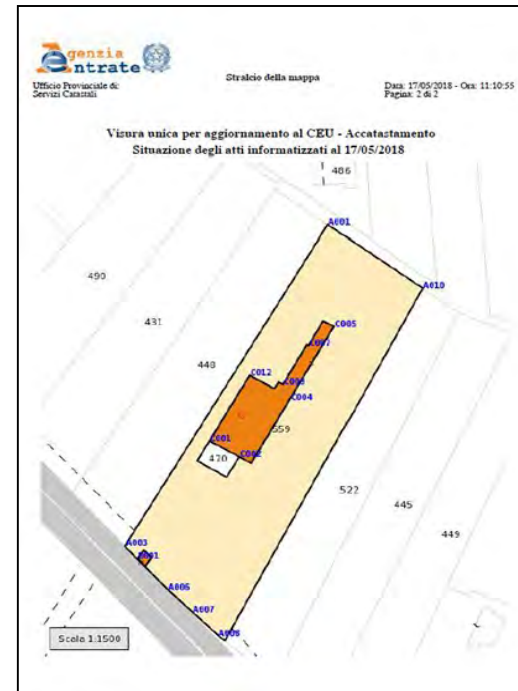 Agenzia
Entrate
Ufficio Provinciale di:
Servizi Catastali
Stralcio della mappa
Data: 17/05/2018 - Ora: 11:10:55
Pagina: 2 di 2
Visura unica per aggiornamento al CEU - Accatastamento
Situazione degli atti informatizzati al 17/05/2018
486
A001
490
A010
431
C005
C007
448
C012
C003
C004
C001
559
470
C002
522
445
449
A003
B001
A006
A007
A008
Scala 1:1500